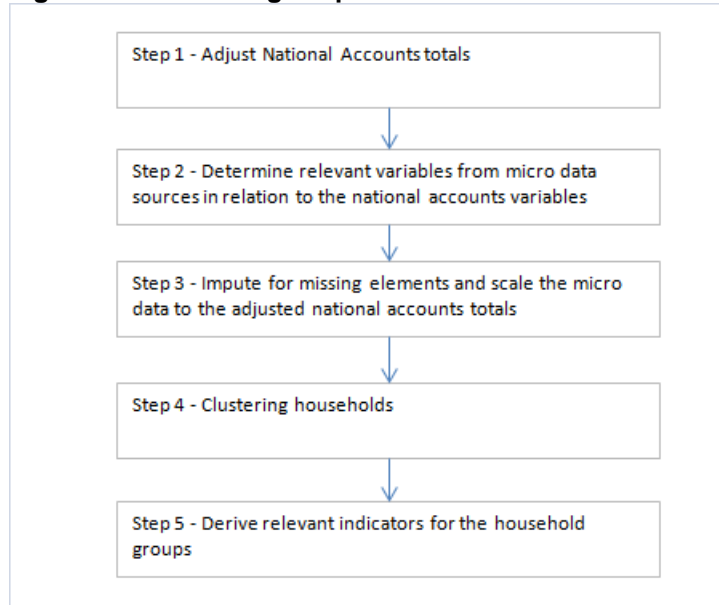 Step 1 - Adjust National Accounts totals
Step 2 - Determine relevant variables from micro data
sources in relation to the national accounts variables
Step 3 - Impute for missing elements and scale the micro
data to the adjusted national accounts totals
Step 4 - Clustering households
Step 5 - Derive relevant indicators for the household
groups